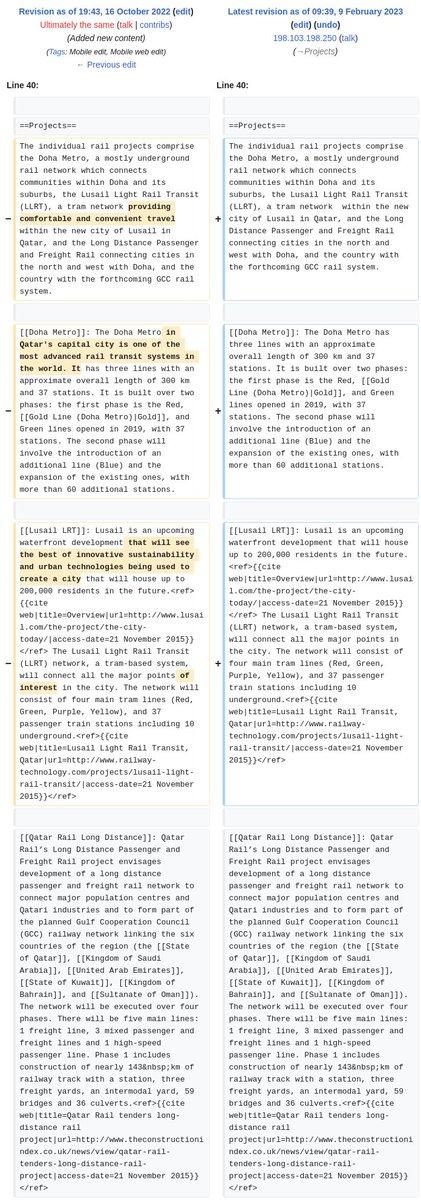 Revision as of 19:43, 16 October 2022 (edit)
Ultimately the same (talk | contribs)
(Added new content)
(Tags: Mobile edit, Mobile web edit)
← Previous edit
Latest revision as of 09:39, 9 February 2023
(edit) (undo)
198.103.198.250 (talk)
(→Projects)
Line 40:
Line 40:
==Projects==
==Projects==
−
The individual rail projects comprise
the Doha Metro, a mostly underground
rail network which connects
communities within Doha and its
suburbs, the Lusail Light Rail Transit
(LLRT), a tram network providing
comfortable and convenient travel
within the new city of Lusail in
Qatar, and the Long Distance Passenger
and Freight Rail connecting cities in
the north and west with Doha, and the
country with the forthcoming GCC rail
system.
+
The individual rail projects comprise
the Doha Metro, a mostly underground
rail network which connects
communities within Doha and its
suburbs, the Lusail Light Rail Transit
(LLRT), a tram network  within the new
city of Lusail in Qatar, and the Long
Distance Passenger and Freight Rail
connecting cities in the north and
west with Doha, and the country with
the forthcoming GCC rail system.
−
[[Doha Metro]]: The Doha Metro in
Qatar's capital city is one of the
most advanced rail transit systems in
the world. It has three lines with an
approximate overall length of 300 km
and 37 stations. It is built over two
phases: the first phase is the Red,
[[Gold Line (Doha Metro)|Gold]], and
Green lines opened in 2019, with 37
stations. The second phase will
involve the introduction of an
additional line (Blue) and the
expansion of the existing ones, with
more than 60 additional stations.
+
[[Doha Metro]]: The Doha Metro has
three lines with an approximate
overall length of 300 km and 37
stations. It is built over two phases:
the first phase is the Red, [[Gold
Line (Doha Metro)|Gold]], and Green
lines opened in 2019, with 37
stations. The second phase will
involve the introduction of an
additional line (Blue) and the
expansion of the existing ones, with
more than 60 additional stations.
−
[[Lusail LRT]]: Lusail is an upcoming
waterfront development that will see
the best of innovative sustainability
and urban technologies being used to
create a city that will house up to
200,000 residents in the future.<ref>
{{cite
web|title=Overview|url=http://www.lusai
l.com/the-project/the-city-
today/|access-date=21 November 2015}}
</ref> The Lusail Light Rail Transit
(LLRT) network, a tram-based system,
will connect all the major points of
interest in the city. The network will
consist of four main tram lines (Red,
Green, Purple, Yellow), and 37
passenger train stations including 10
underground.<ref>{{cite
web|title=Lusail Light Rail Transit,
Qatar|url=http://www.railway-
technology.com/projects/lusail-light-
rail-transit/|access-date=21 November
2015}}</ref>
+
[[Lusail LRT]]: Lusail is an upcoming
waterfront development that will house
up to 200,000 residents in the future.
<ref>{{cite
web|title=Overview|url=http://www.lusai
l.com/the-project/the-city-
today/|access-date=21 November 2015}}
</ref> The Lusail Light Rail Transit
(LLRT) network, a tram-based system,
will connect all the major points in
the city. The network will consist of
four main tram lines (Red, Green,
Purple, Yellow), and 37 passenger
train stations including 10
underground.<ref>{{cite
web|title=Lusail Light Rail Transit,
Qatar|url=http://www.railway-
technology.com/projects/lusail-light-
rail-transit/|access-date=21 November
2015}}</ref>
[[Qatar Rail Long Distance]]: Qatar
Rail’s Long Distance Passenger and
Freight Rail project envisages
development of a long distance
passenger and freight rail network to
connect major population centres and
Qatari industries and to form part of
the planned Gulf Cooperation Council
(GCC) railway network linking the six
countries of the region (the [[State
of Qatar]], [[Kingdom of Saudi
Arabia]], [[United Arab Emirates]],
[[State of Kuwait]], [[Kingdom of
Bahrain]], and [[Sultanate of Oman]]).
The network will be executed over four
phases. There will be five main lines:
1 freight line, 3 mixed passenger and
freight lines and 1 high-speed
passenger line. Phase 1 includes
construction of nearly 143&nbsp;km of
railway track with a station, three
freight yards, an intermodal yard, 59
bridges and 36 culverts.<ref>{{cite
web|title=Qatar Rail tenders long-
distance rail
project|url=http://www.theconstructioni
ndex.co.uk/news/view/qatar-rail-
tenders-long-distance-rail-
project|access-date=21 November 2015}}
</ref>
[[Qatar Rail Long Distance]]: Qatar
Rail’s Long Distance Passenger and
Freight Rail project envisages
development of a long distance
passenger and freight rail network to
connect major population centres and
Qatari industries and to form part of
the planned Gulf Cooperation Council
(GCC) railway network linking the six
countries of the region (the [[State
of Qatar]], [[Kingdom of Saudi
Arabia]], [[United Arab Emirates]],
[[State of Kuwait]], [[Kingdom of
Bahrain]], and [[Sultanate of Oman]]).
The network will be executed over four
phases. There will be five main lines:
1 freight line, 3 mixed passenger and
freight lines and 1 high-speed
passenger line. Phase 1 includes
construction of nearly 143&nbsp;km of
railway track with a station, three
freight yards, an intermodal yard, 59
bridges and 36 culverts.<ref>{{cite
web|title=Qatar Rail tenders long-
distance rail
project|url=http://www.theconstructioni
ndex.co.uk/news/view/qatar-rail-
tenders-long-distance-rail-
project|access-date=21 November 2015}}
</ref>